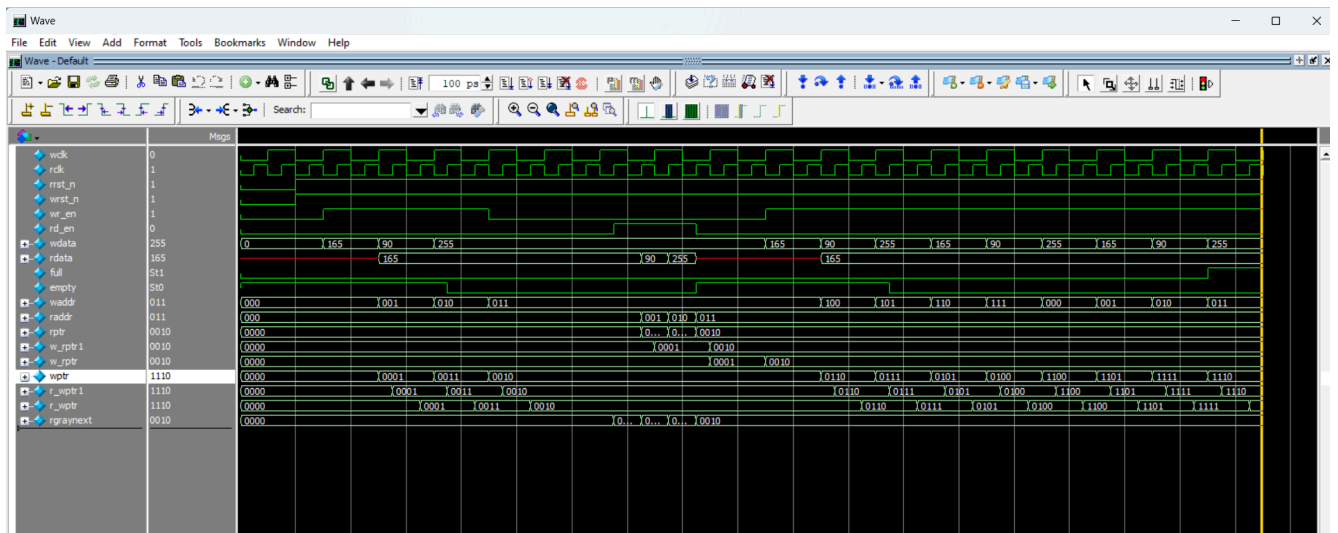 Wave
File Edit View Add Format Tools Bookmarks Window Help
Wave - Default
100 ps
Search:
Msgs
wclk 0
rclk 1
rrst_n 1
wrst_n 1
wr_en 1
rd_en 0
wdata 255 0 165 90 255 165 90 255 165 90 255 165 90 255
rdata 165 165 90 255 165
full St1
empty St0
waddr 011 000 001 010 011 100 101 110 111 000 001 010 011
raddr 011 000 001 010 011
rptr 0010 0000 0... 0... 0010
w_rptr1 0010 0000 0001 0010
w_rptr 0010 0000 0001 0010
wptr 1110 0000 0001 0011 0010 0110 0111 0101 0100 1100 1101 1111 1110
r_wptr1 1110 0000 0001 0011 0010 0110 0111 0101 0100 1100 1101 1111 1110
r_wptr 1110 0000 0001 0011 0010 0110 0111 0101 0100 1100 1101 1111
rgraynext 0010 0000 0... 0... 0... 0010